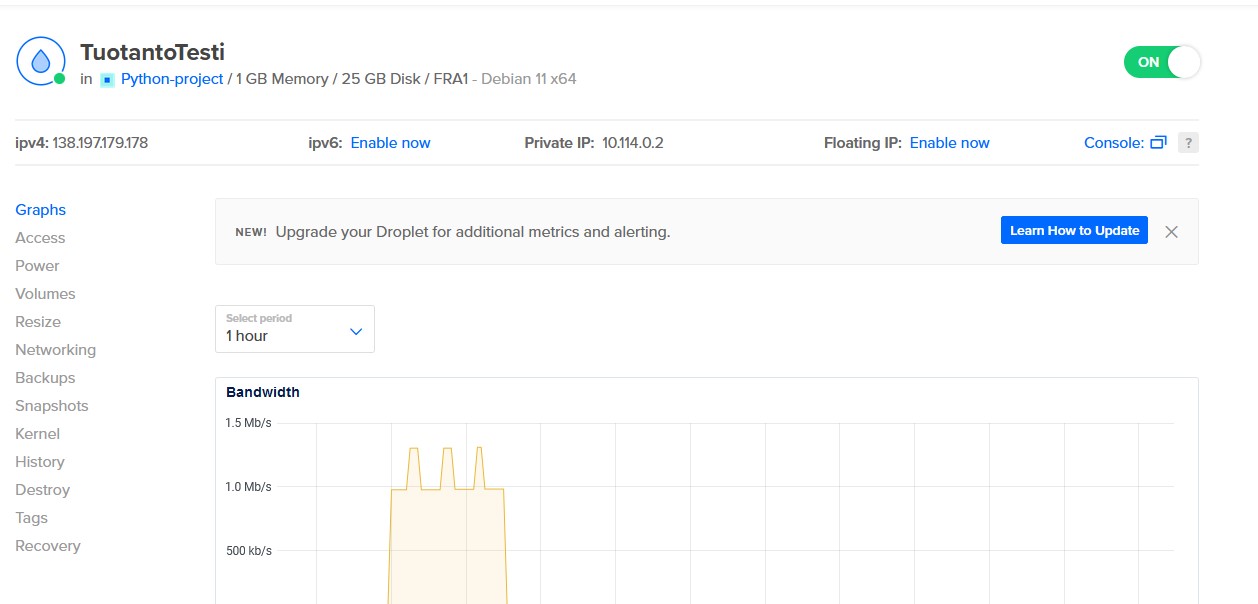 TuotantoTesti
in Python-project / 1 GB Memory / 25 GB Disk / FRA1 - Debian 11 x64
ON
ipv4: 138.197.179.178 ipv6: Enable now Private IP: 10.114.0.2 Floating IP: Enable now Console: ?
Graphs
Access
Power
Volumes
Resize
Networking
Backups
Snapshots
Kernel
History
Destroy
Tags
Recovery
NEW! Upgrade your Droplet for additional metrics and alerting. Learn How to Update
Select period
1 hour
Bandwidth
1.5 Mb/s
1.0 Mb/s
500 kb/s